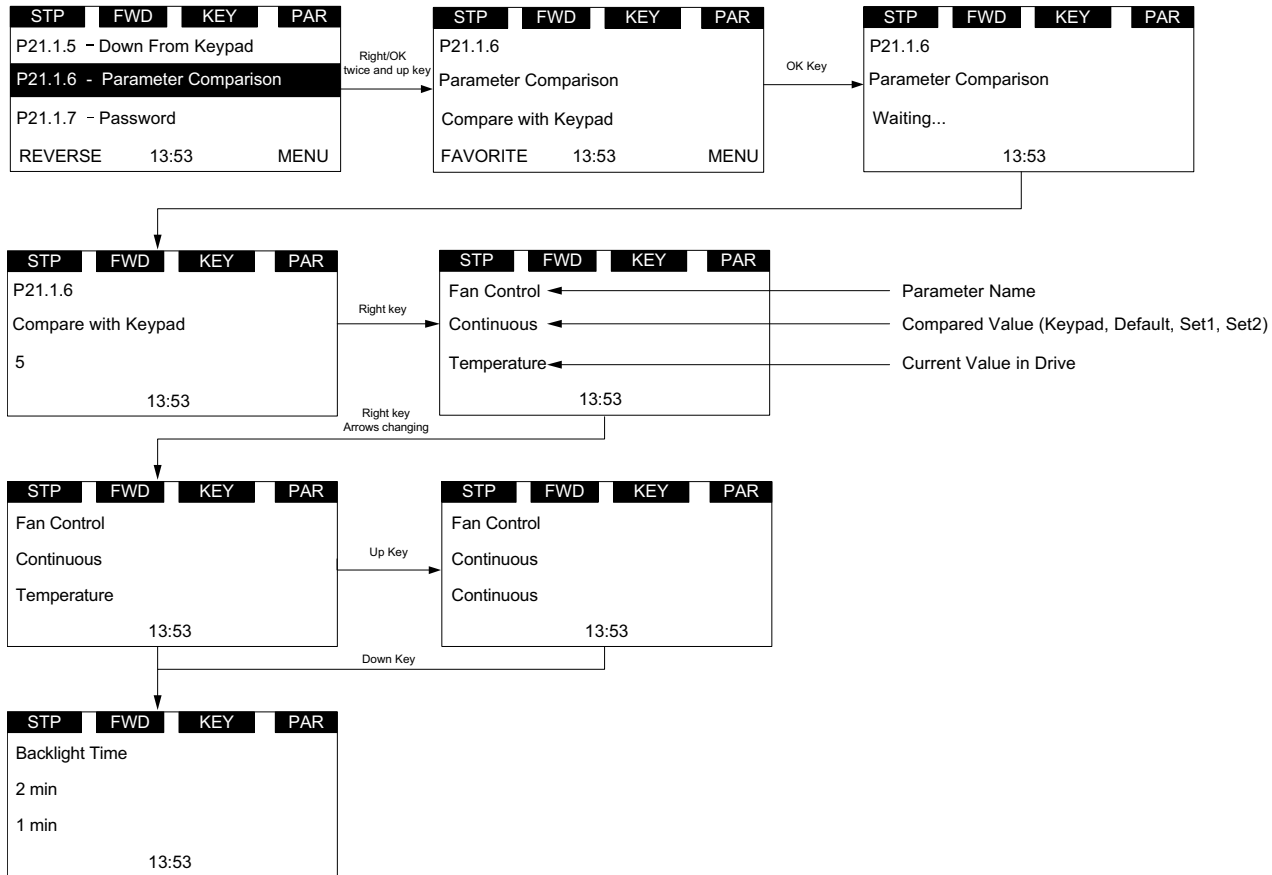 STP FWD KEY PAR
P21.1.5 – Down From Keypad
P21.1.6 - Parameter Comparison
P21.1.7 – Password
REVERSE 13:53 MENU
Right/OK
twice and up key
STP FWD KEY PAR
P21.1.6
Parameter Comparison
Compare with Keypad
FAVORITE 13:53 MENU
OK Key
STP FWD KEY PAR
P21.1.6
Parameter Comparison
Waiting...
13:53
STP FWD KEY PAR
P21.1.6
Compare with Keypad
5
13:53
Right key
STP FWD KEY PAR
Fan Control
Continuous
Temperature
13:53
Parameter Name
Compared Value (Keypad, Default, Set1, Set2)
Current Value in Drive
Right key
Arrows changing
STP FWD KEY PAR
Fan Control
Continuous
Temperature
13:53
Up Key
STP FWD KEY PAR
Fan Control
Continuous
Continuous
13:53
Down Key
STP FWD KEY PAR
Backlight Time
2 min
1 min
13:53